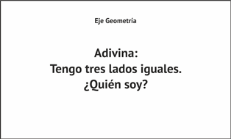 Eje Geometría
Adivina:
Tengo tres lados iguales.
¿Quién soy?